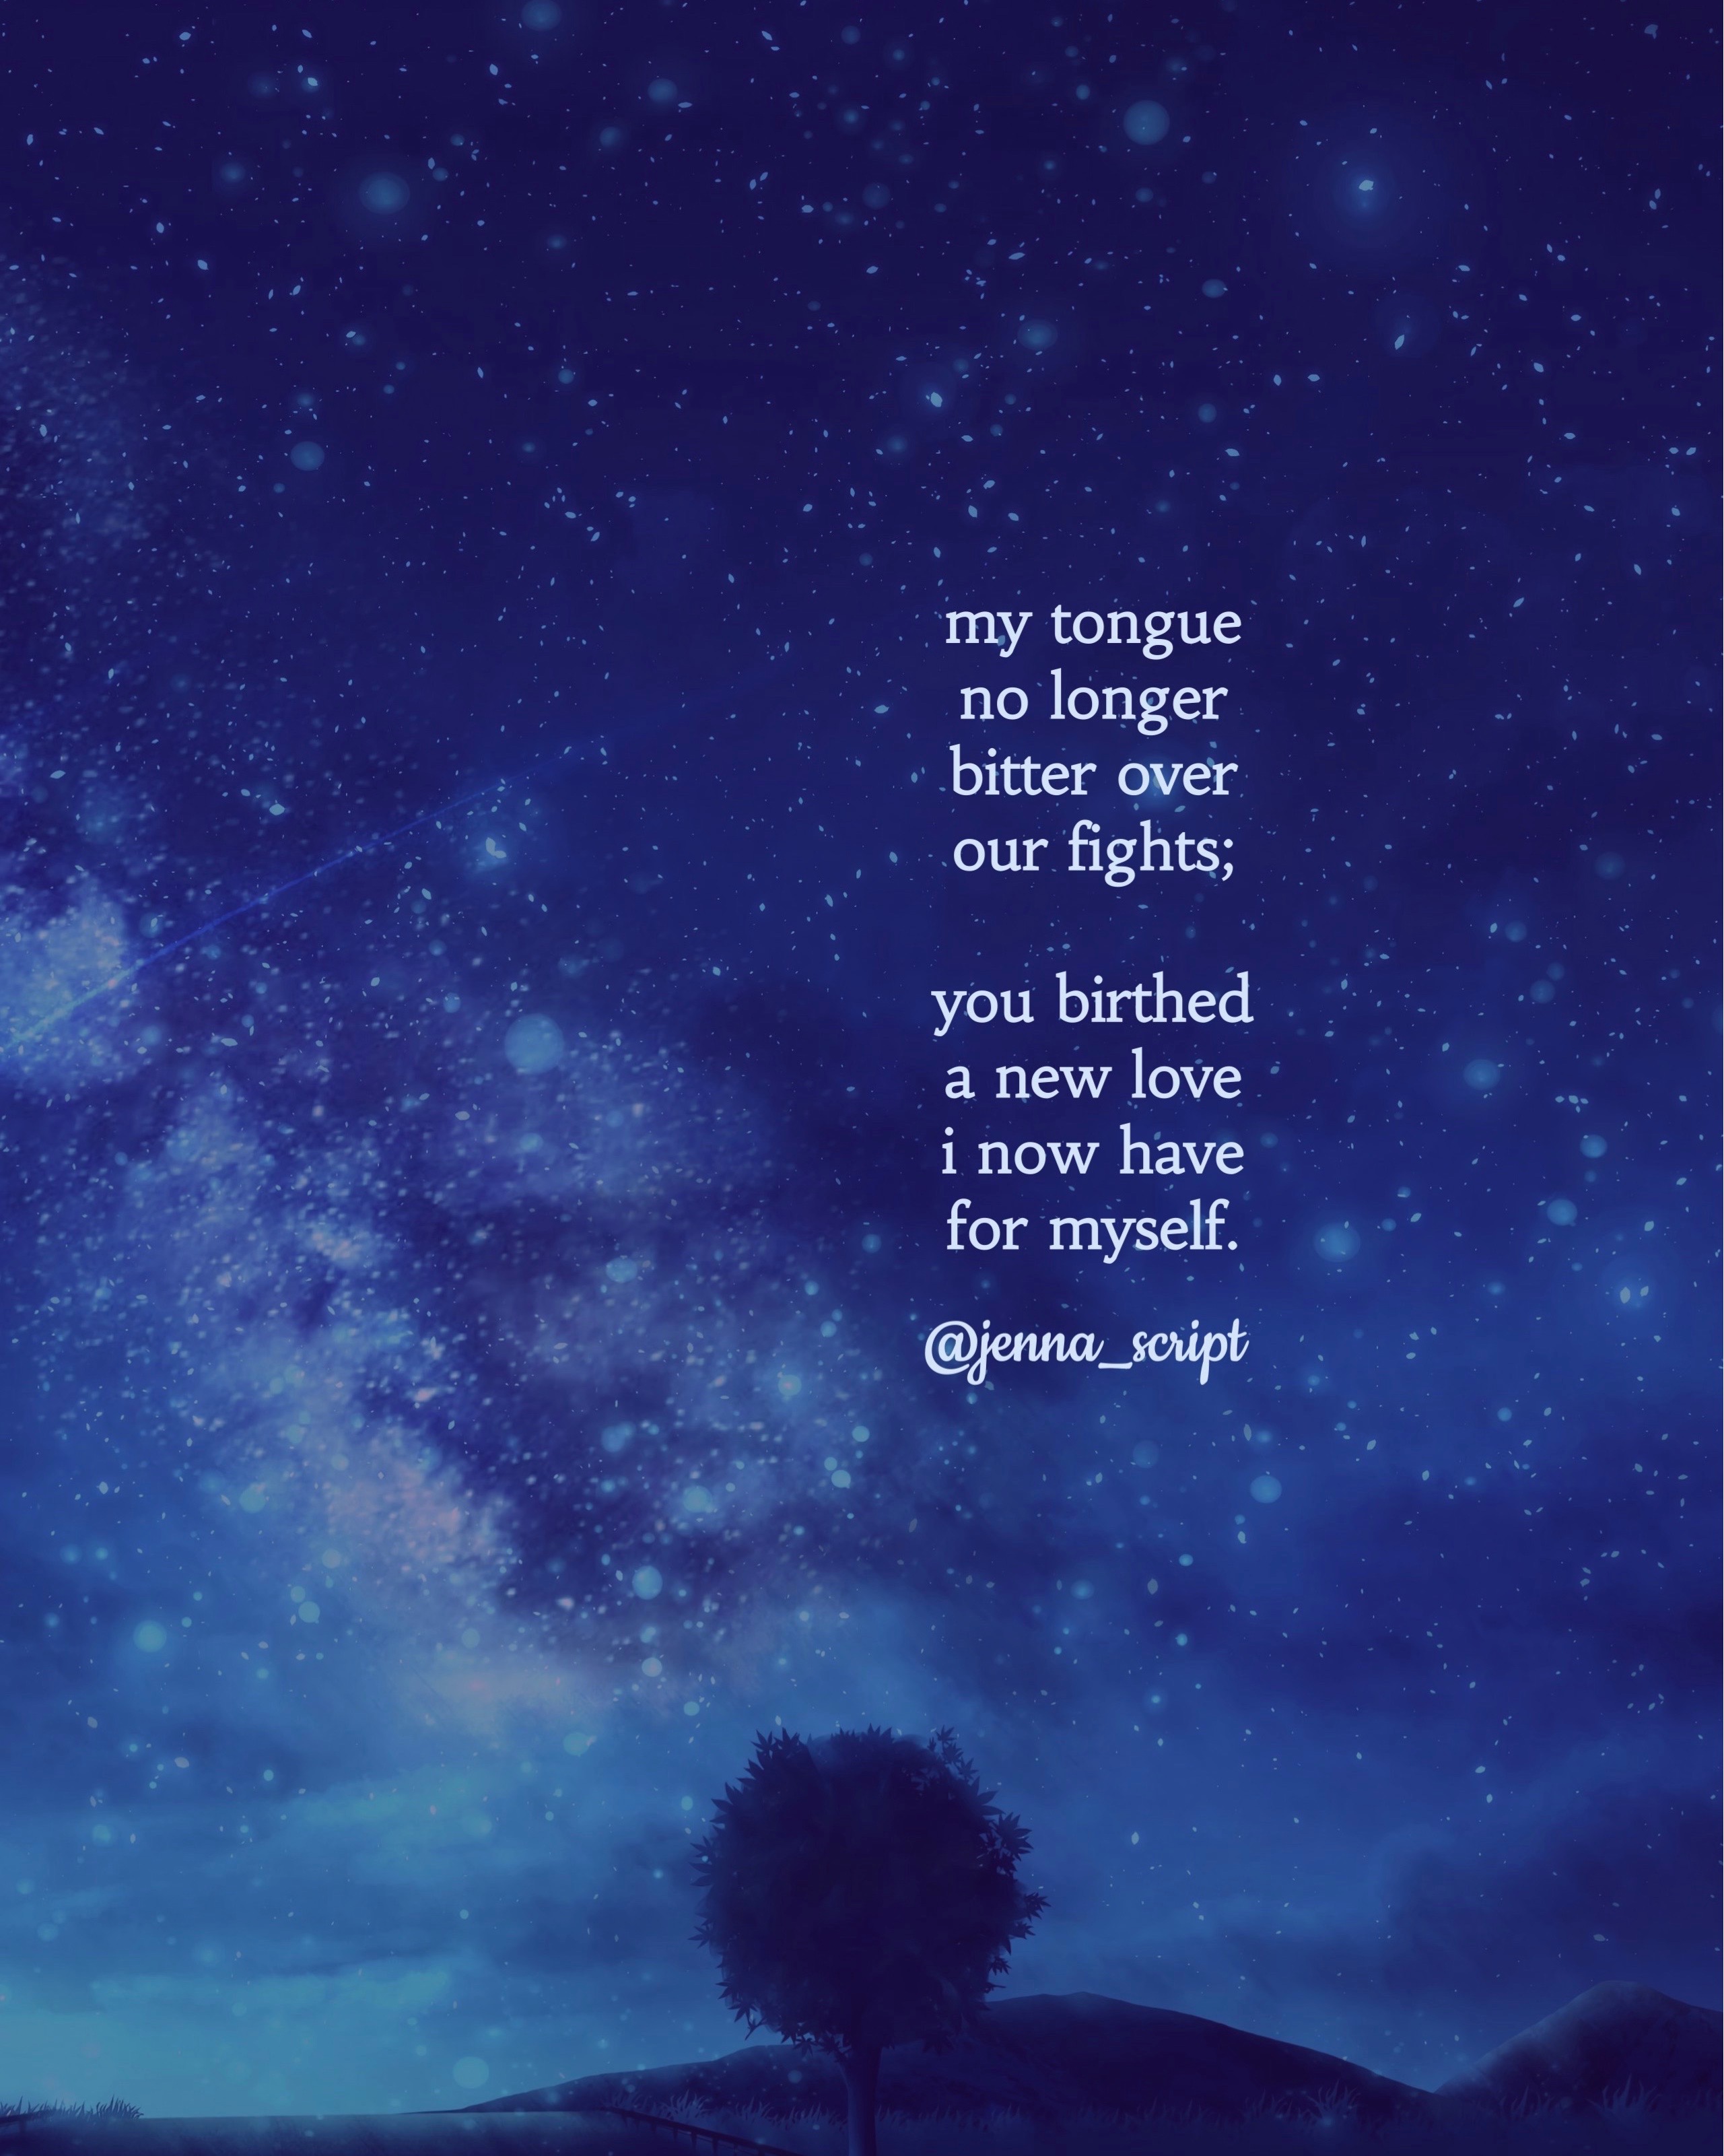 my tongue
no longer
bitter over
our fights;
you birthed
a new love
i now have
for myself.
@jenna_script